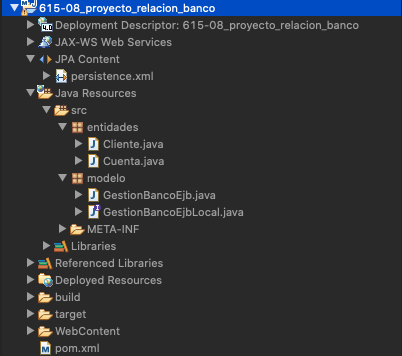 615-08_proyecto_relacion_banco
Deployment Descriptor: 615-08_proyecto_relacion_banco
JAX-WS Web Services
JPA Content
persistence.xml
Java Resources
src
entidades
Cliente.java
Cuenta.java
modelo
GestionBancoEjb.java
GestionBancoEjbLocal.java
META-INF
Libraries
Referenced Libraries
Deployed Resources
build
target
WebContent
pom.xml